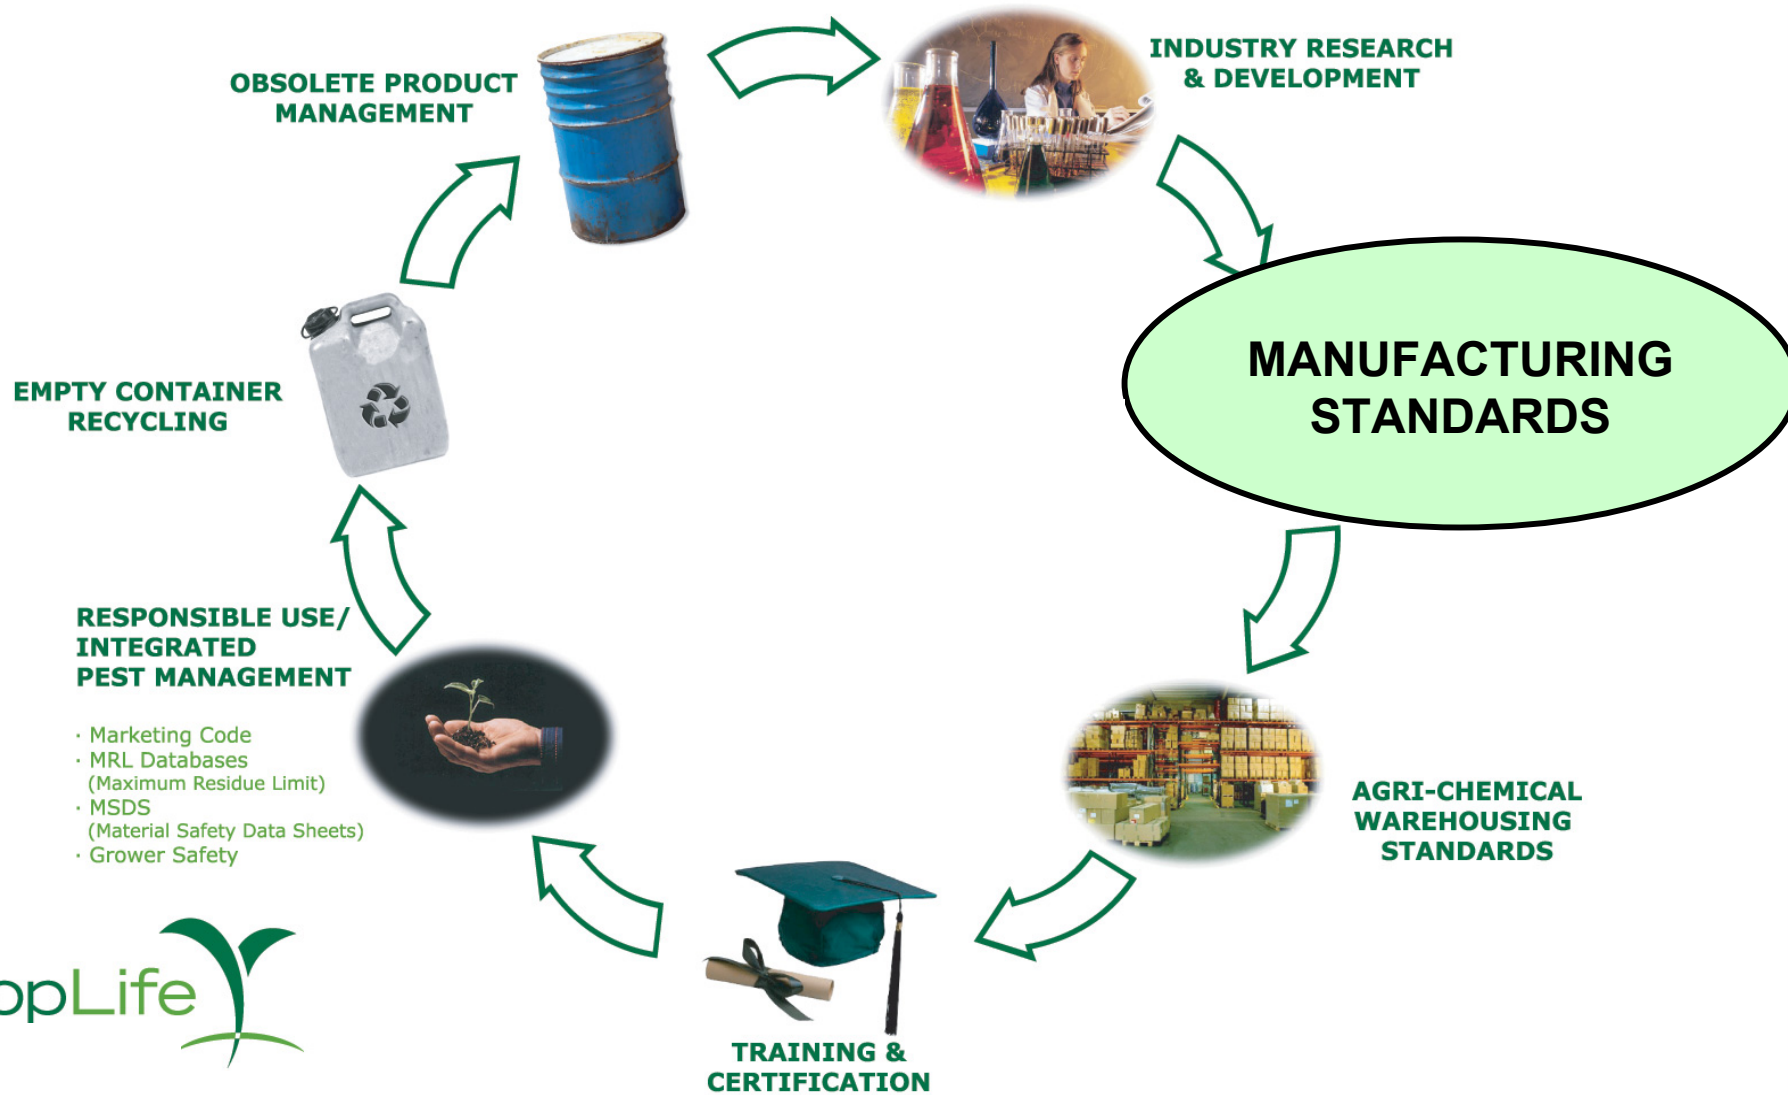 OBSOLETE PRODUCT
MANAGEMENT
INDUSTRY RESEARCH
& DEVELOPMENT
MANUFACTURING
STANDARDS
EMPTY CONTAINER
RECYCLING
RESPONSIBLE USE/
INTEGRATED
PEST MANAGEMENT
· Marketing Code
· MRL Databases
(Maximum Residue Limit)
· MSDS
(Material Safety Data Sheets)
· Grower Safety
AGRI-CHEMICAL
WAREHOUSING
STANDARDS
TRAINING &
CERTIFICATION
opLife